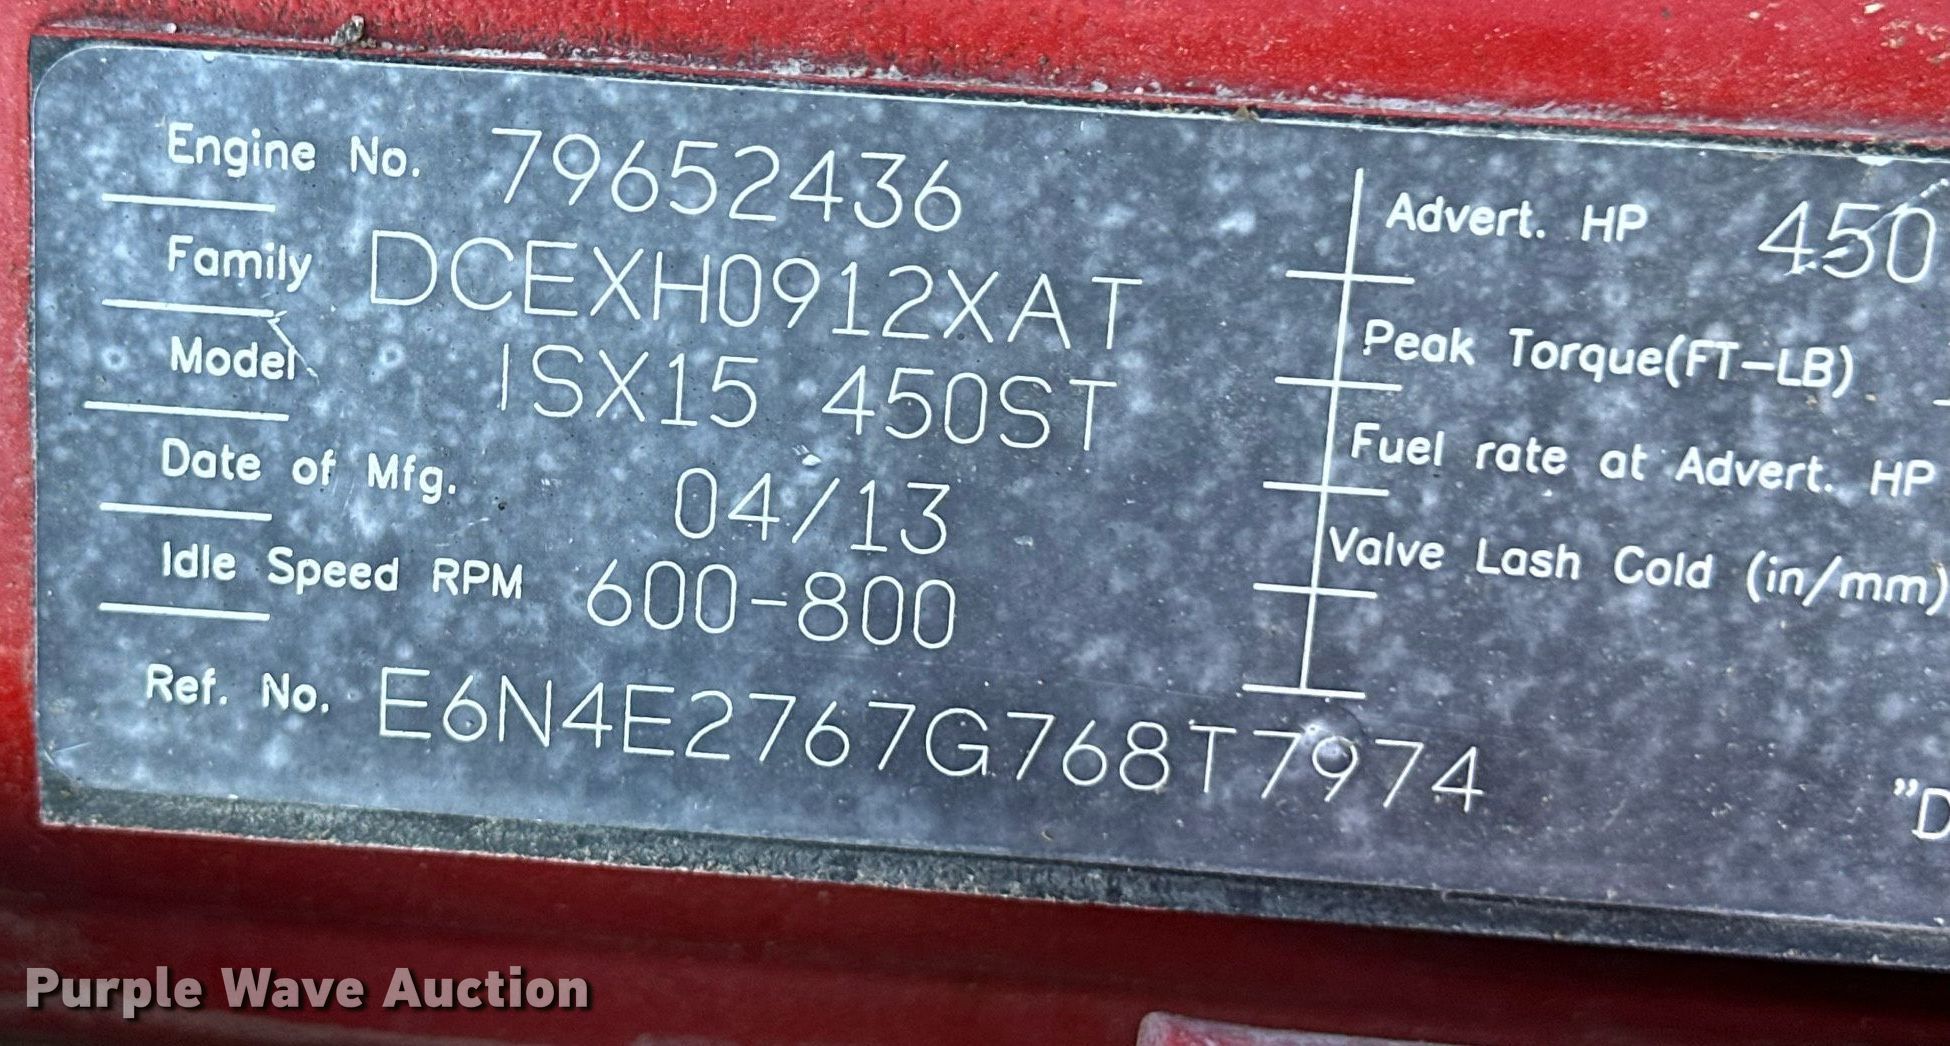 Engine No. 79652436
Family DCEXH0912XAT
Model ISX15 450ST
Date of Mfg. 04/13
Idle Speed RPM 600-800
Ref. No. E6N4E2767G768T7974
Advert. HP 450
Peak Torque(FT-LB)
Fuel rate at Advert. HP
Valve Lash Cold (in/mm)
"D
Purple Wave Auction